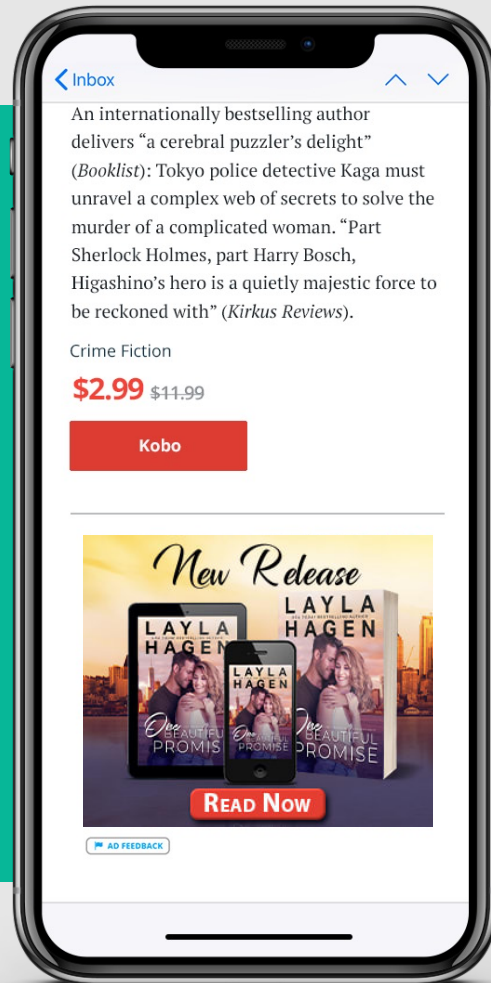 Inbox
An internationally bestselling author
delivers “a cerebral puzzler’s delight”
(Booklist): Tokyo police detective Kaga must
unravel a complex web of secrets to solve the
murder of a complicated woman. “Part
Sherlock Holmes, part Harry Bosch,
Higashino’s hero is a quietly majestic force to
be reckoned with” (Kirkus Reviews).
Crime Fiction
$2.99 $11.99
Kobo
New Release
LAYLA
HAGEN
One
BEAUTIFU
PROMIS
LAYLA
HAGEN
One
BEAUTIFUL
PROMISE
LAYLA
HAGEN
One
BEAUTIFUL
PROMISE
READ NOW
AD FEEDBACK